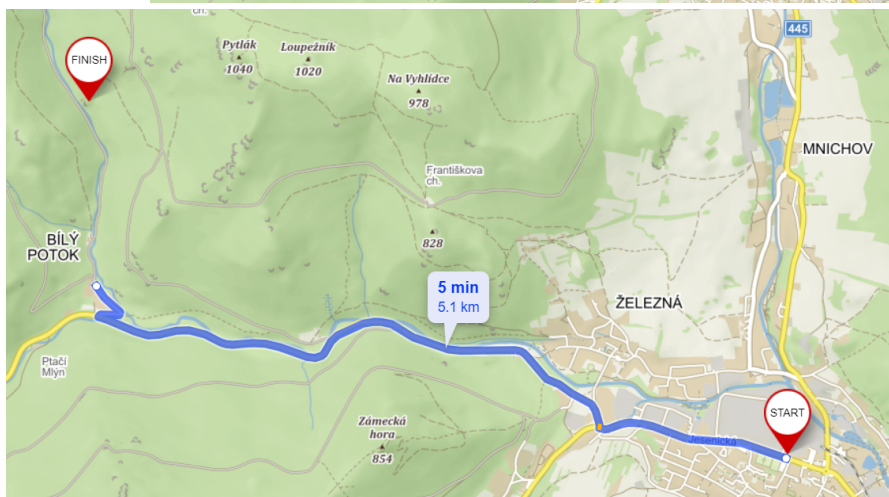 ch.
445
FINISH
Pytlák
1040
Loupežník
1020
Na Vyhlídce
978
MNICHOV
Františkova
ch.
BÍLÝ
POTOK
828
5 min
5.1 km
ŽELEZNÁ
Ptačí
Mlýn
START
Zámecká
hora
854
Jesenická